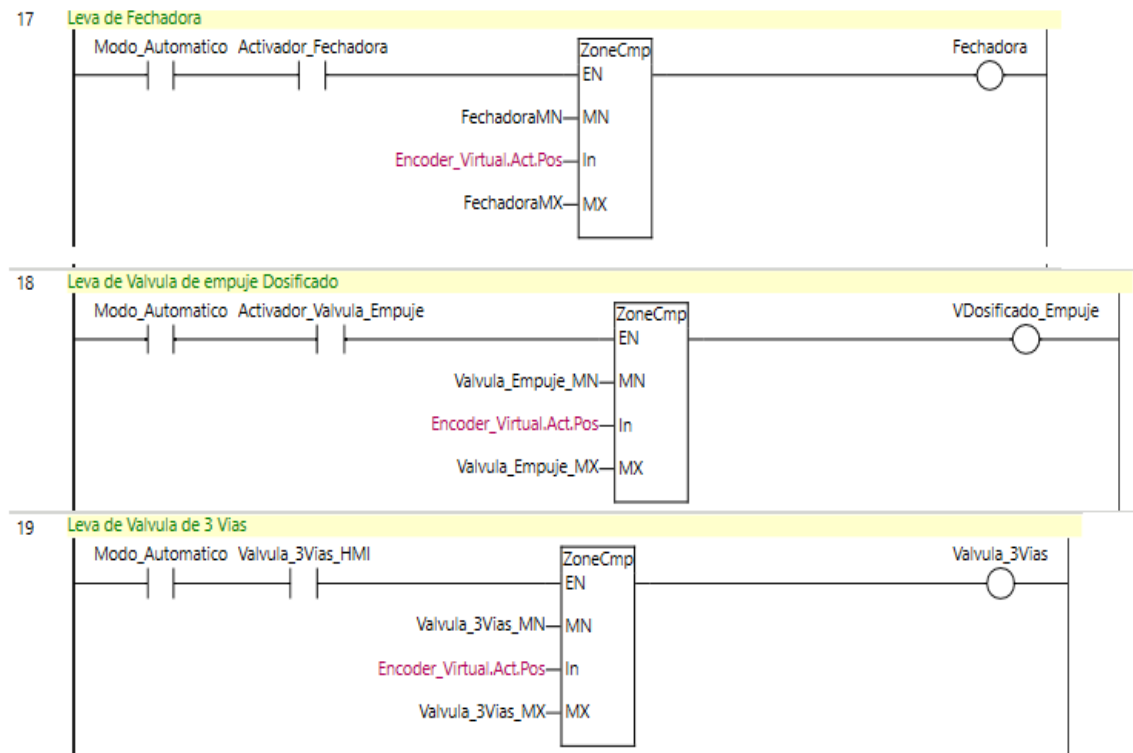 17 Leva de Fechadora
Modo_Automatico Activador_Fechadora ZoneCmp Fechadora
EN
FechadoraMN MN
Encoder_Virtual.Act.Pos In
FechadoraMX MX
18 Leva de Valvula de empuje Dosificado
Modo_Automatico Activador_Valvula_Empuje ZoneCmp VDosificado_Empuje
EN
Valvula_Empuje_MN MN
Encoder_Virtual.Act.Pos In
Valvula_Empuje_MX MX
19 Leva de Valvula de 3 Vias
Modo_Automatico Valvula_3Vias_HMI ZoneCmp Valvula_3Vias
EN
Valvula_3Vias_MN MN
Encoder_Virtual.Act.Pos In
Valvula_3Vias_MX MX